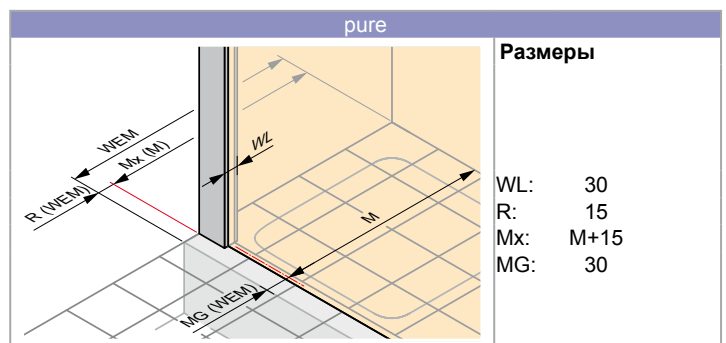 pure
Размеры
WEM
Mx (M)
R (WEM)
WL
M
MG (WEM)
WL: 30
R: 15
Mx: M+15
MG: 30